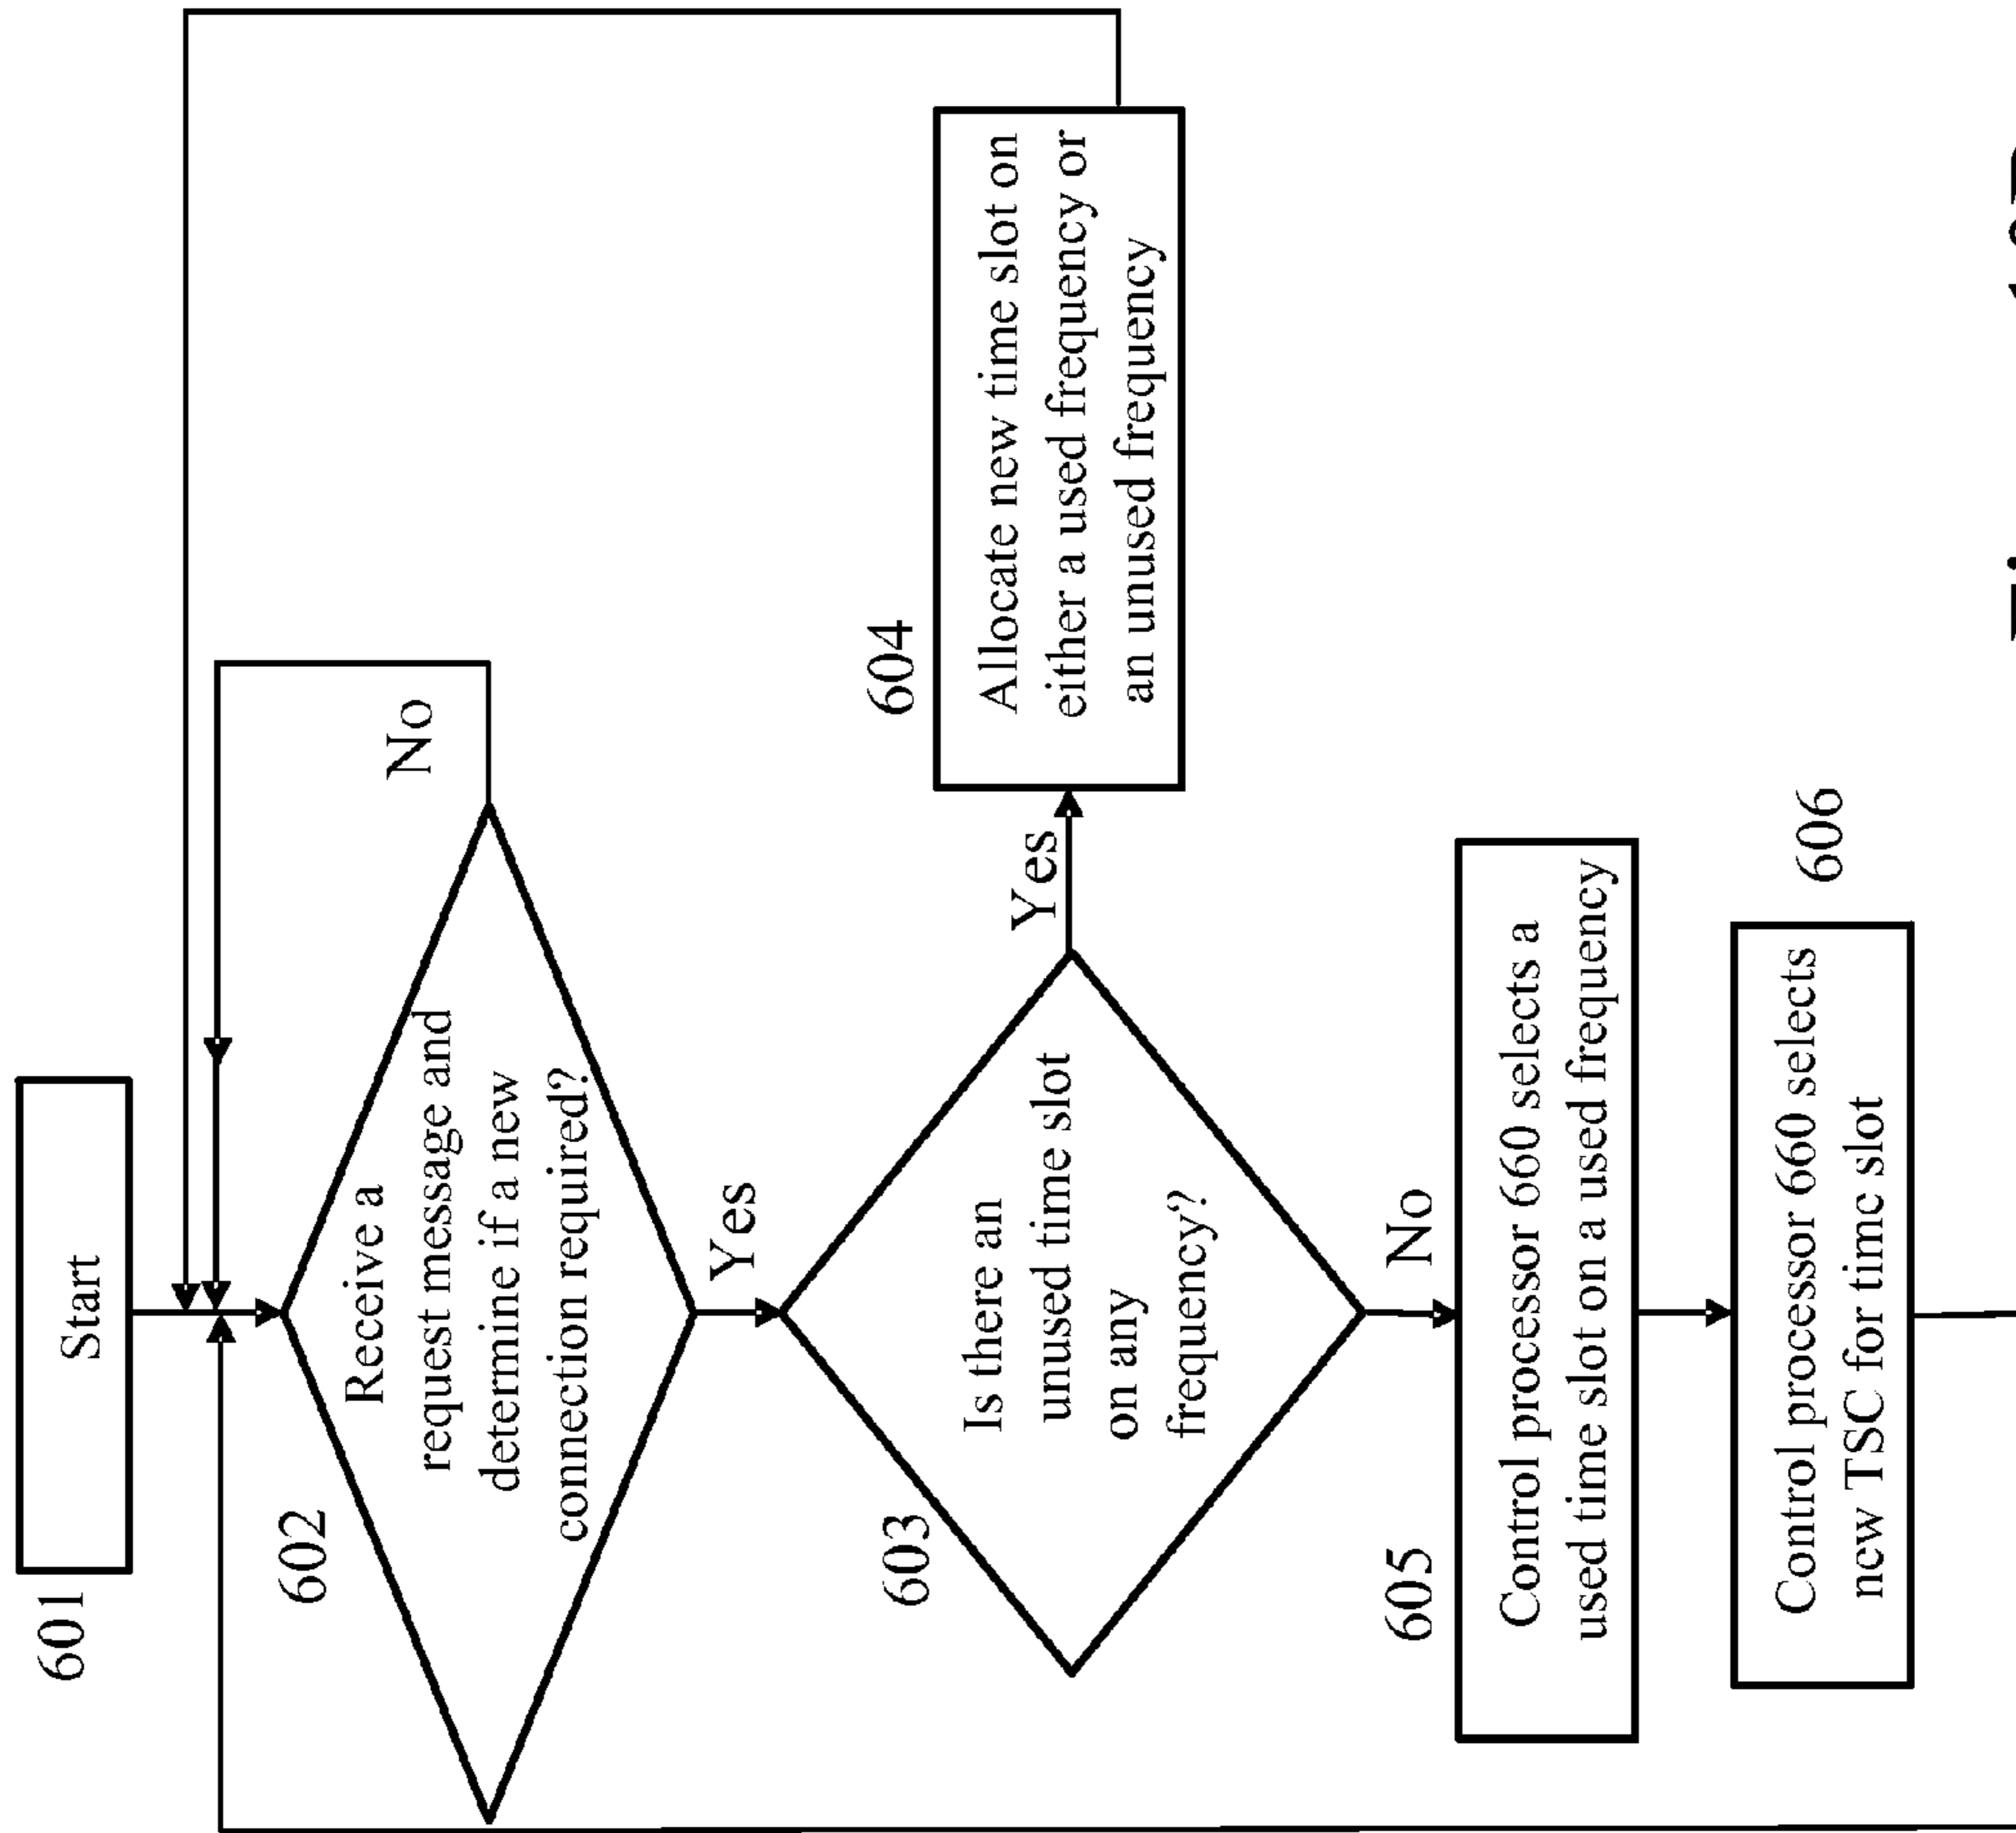 601
Start
602
Receive a
request message and
determine if a new
connection required?
No
Yes
603
Is there an
unused time slot
on any
frequency?
Yes
604
Allocate new time slot on
either a used frequency or
an unused frequency
No
605
Control processor 660 selects a
used time slot on a used frequency
606
Control processor 660 selects
new TSC for time slot